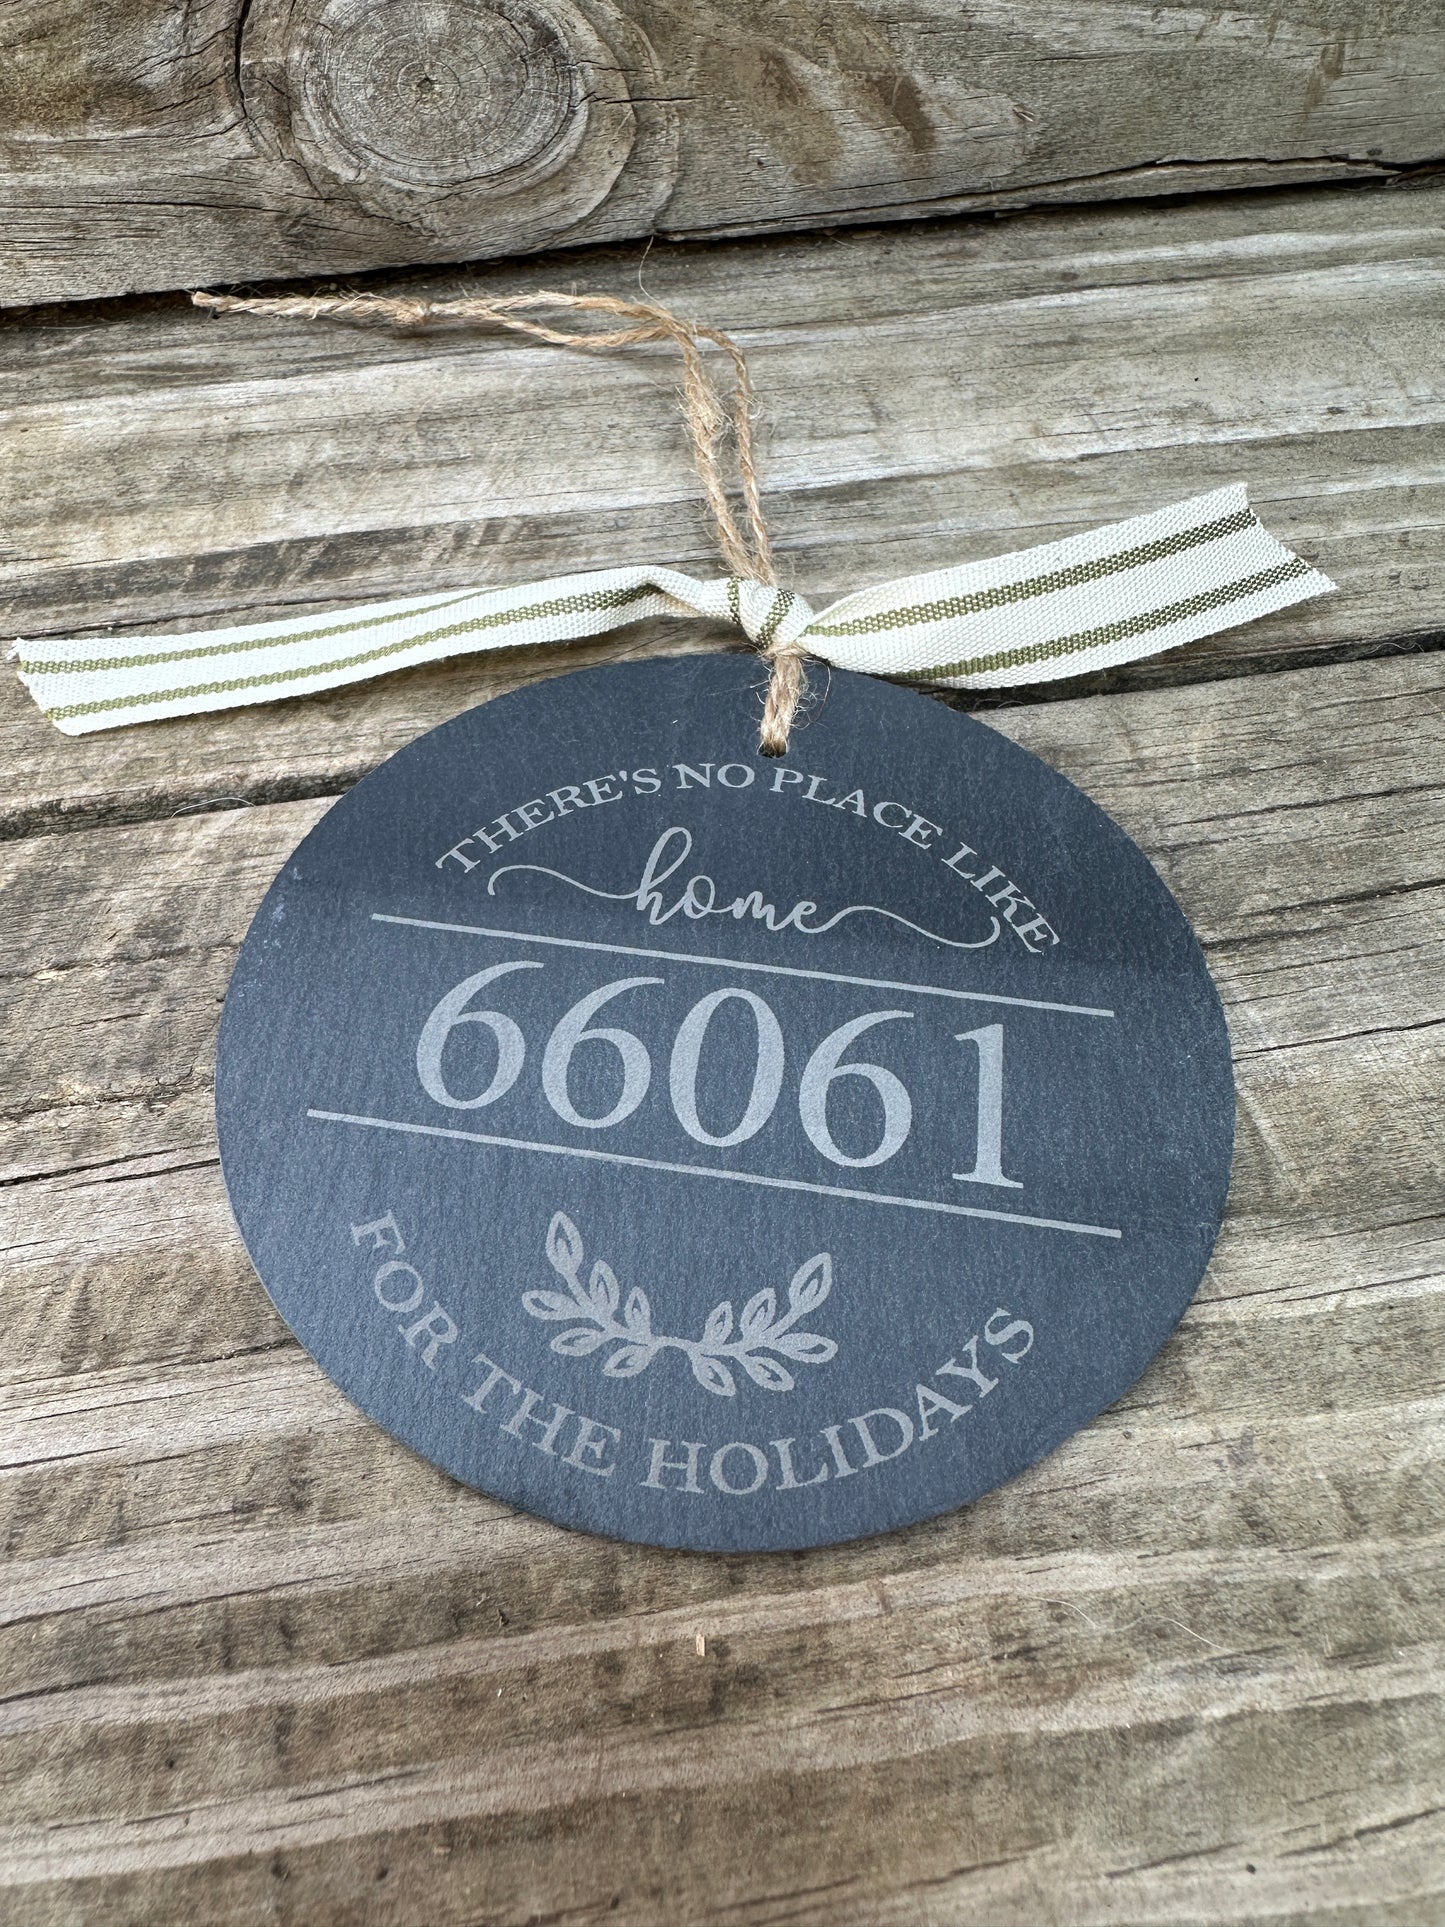 THERE'S NO PLACE LIKE
home
66061
FOR THE HOLIDAYS